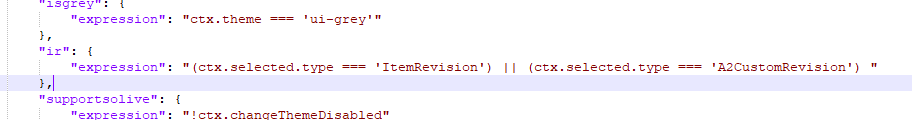 "isgrey": {
"expression": "ctx.theme === 'ui-grey'"
},
"ir": {
"expression": "(ctx.selected.type === 'ItemRevision') || (ctx.selected.type === 'A2CustomRevision') "
},
"supportsolive": {
"expression": "!ctx.changeThemeDisabled"